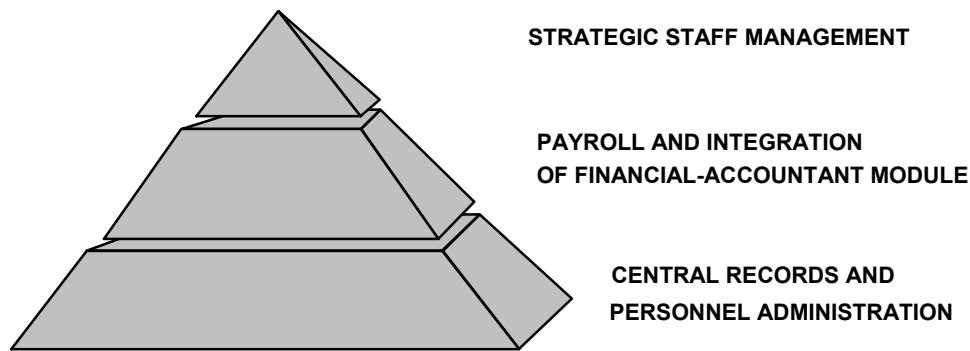 STRATEGIC STAFF MANAGEMENT
PAYROLL AND INTEGRATION
OF FINANCIAL-ACCOUNTANT MODULE
CENTRAL RECORDS AND
PERSONNEL ADMINISTRATION